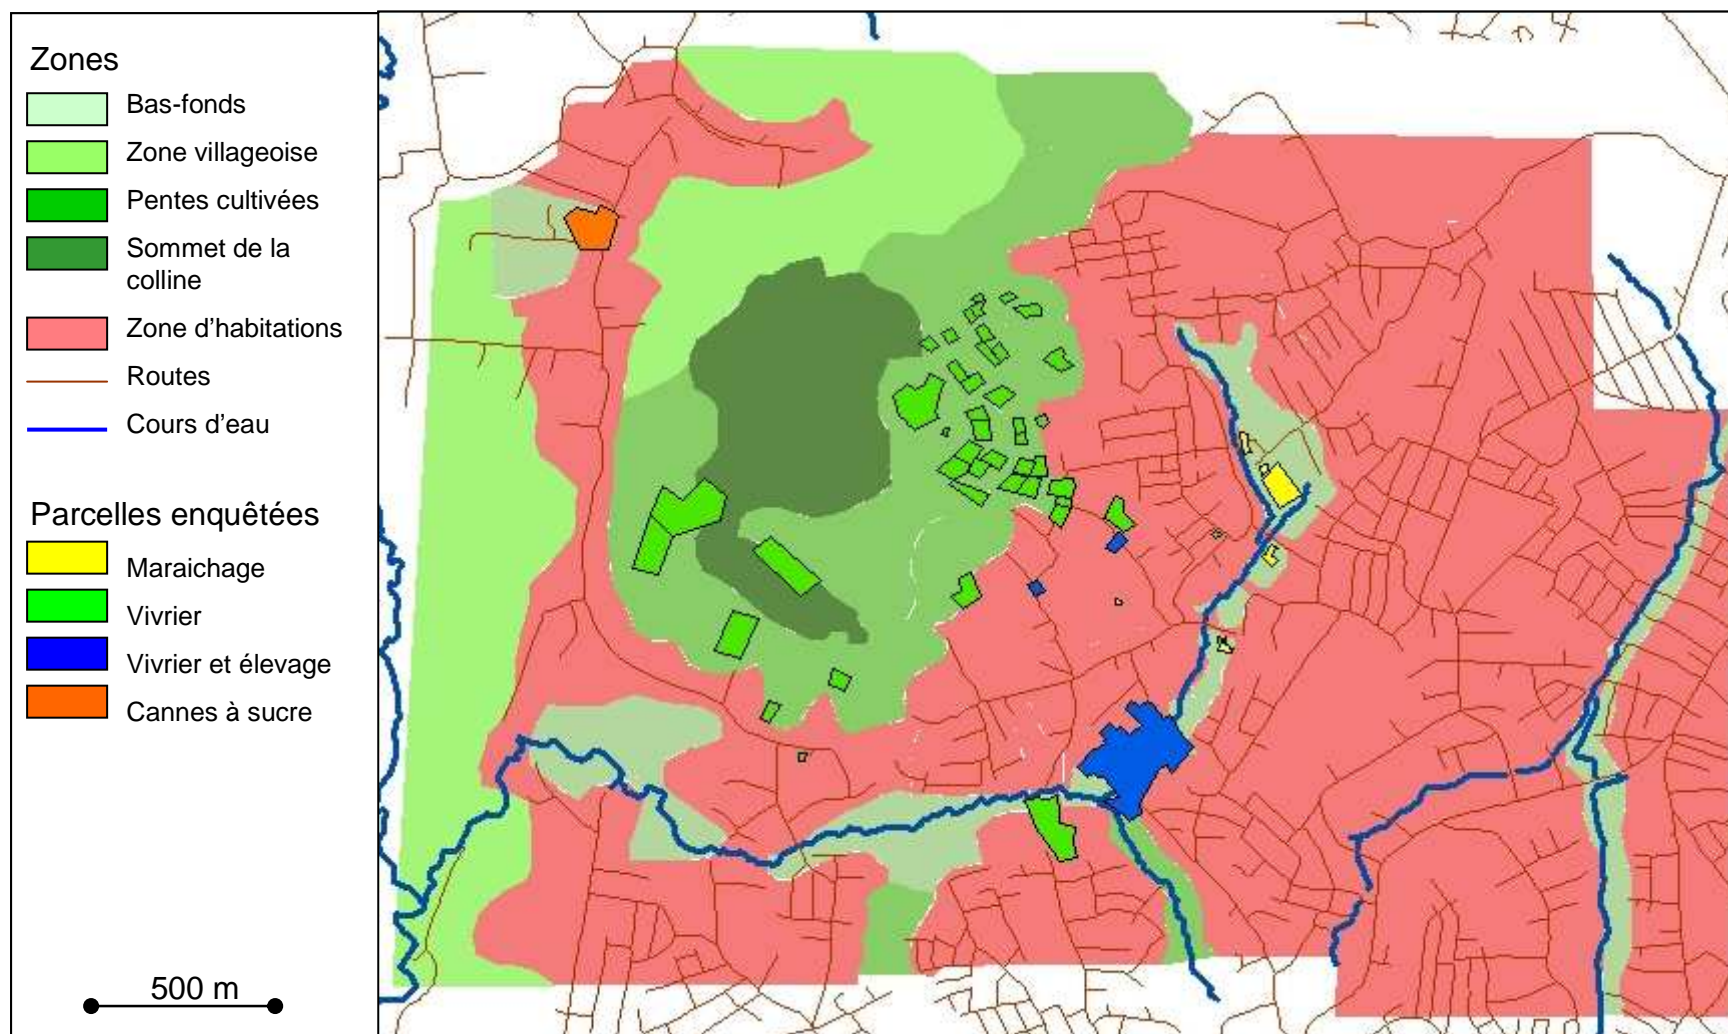 Zones
Bas-fonds
Zone villageoise
Pentes cultivées
Sommet de la
colline
Zone d'habitations
Routes
Cours d'eau
Parcelles enquêtées
Maraichage
Vivrier
Vivrier et élevage
Cannes à sucre
500 m